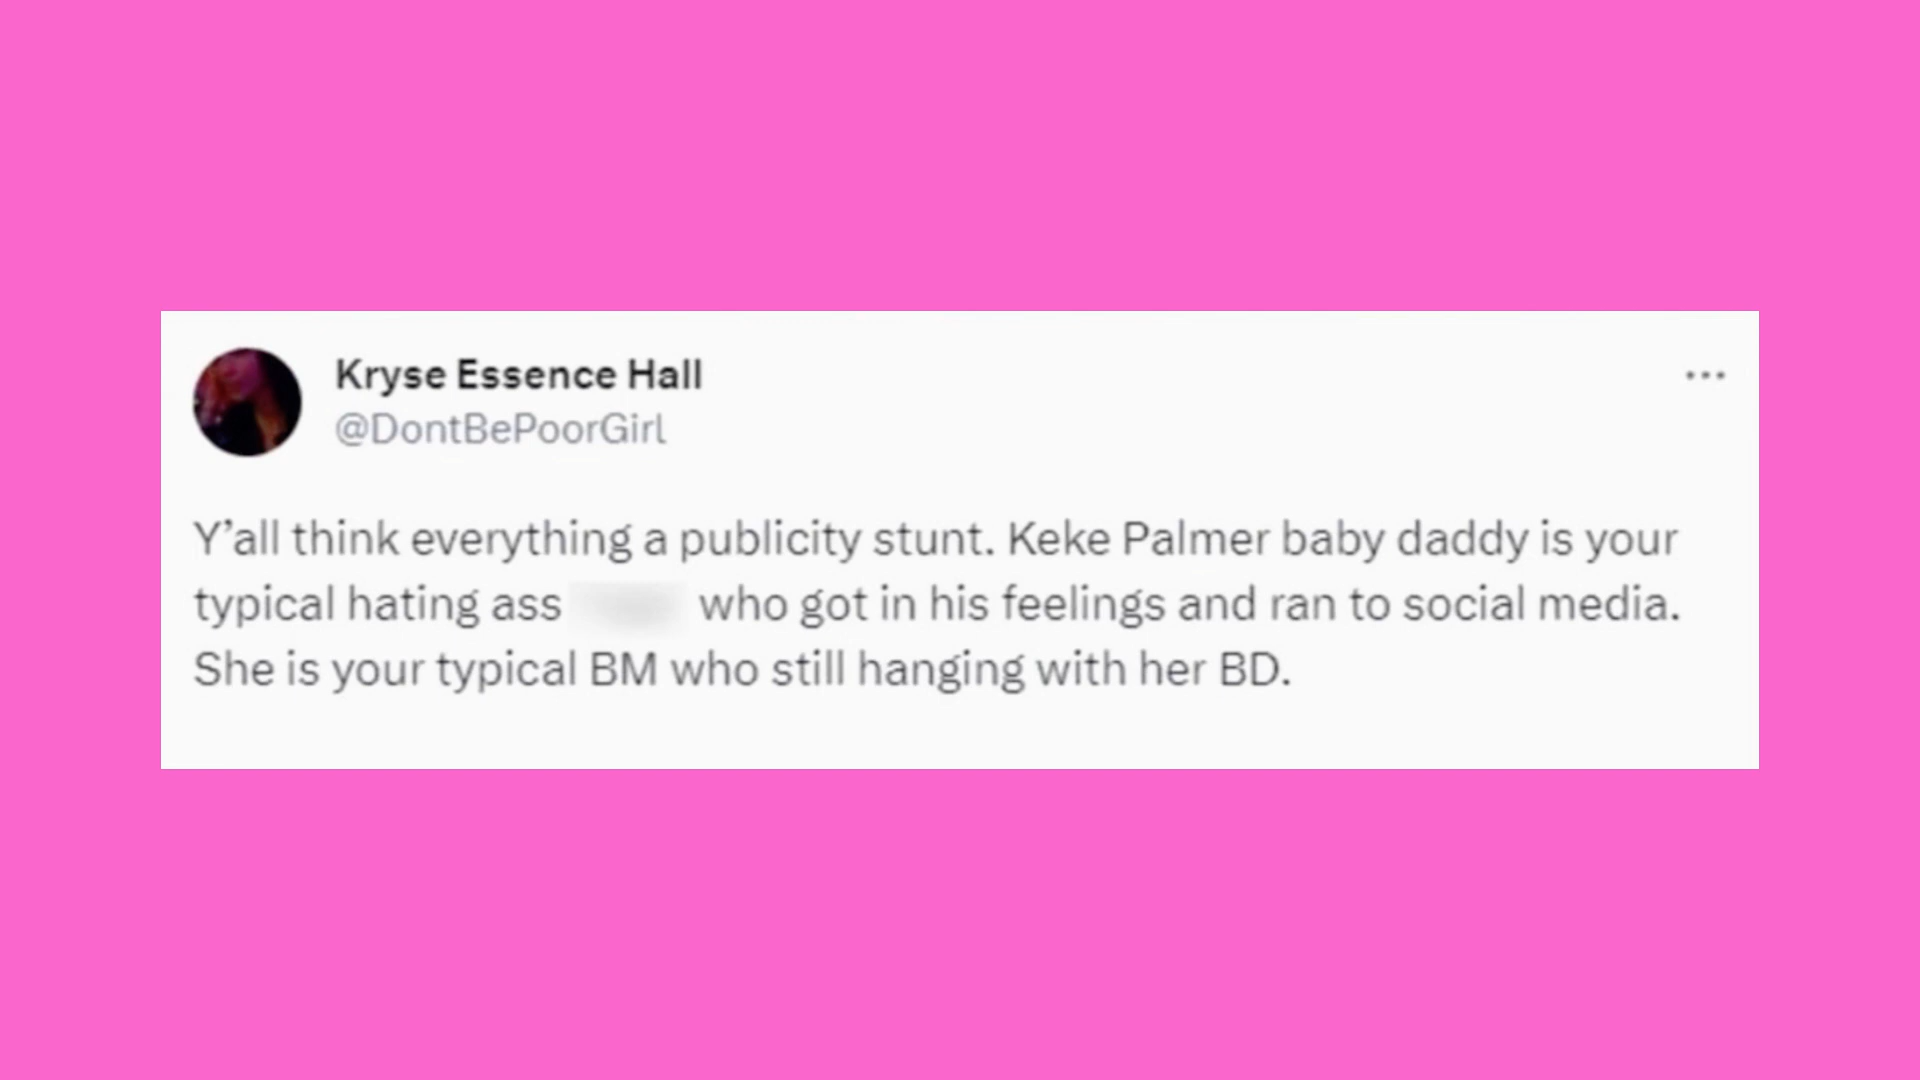 Kryse Essence Hall
@DontBePoorGirl
Y’all think everything a publicity stunt. Keke Palmer baby daddy is your
typical hating ass who got in his feelings and ran to social media.
She is your typical BM who still hanging with her BD.